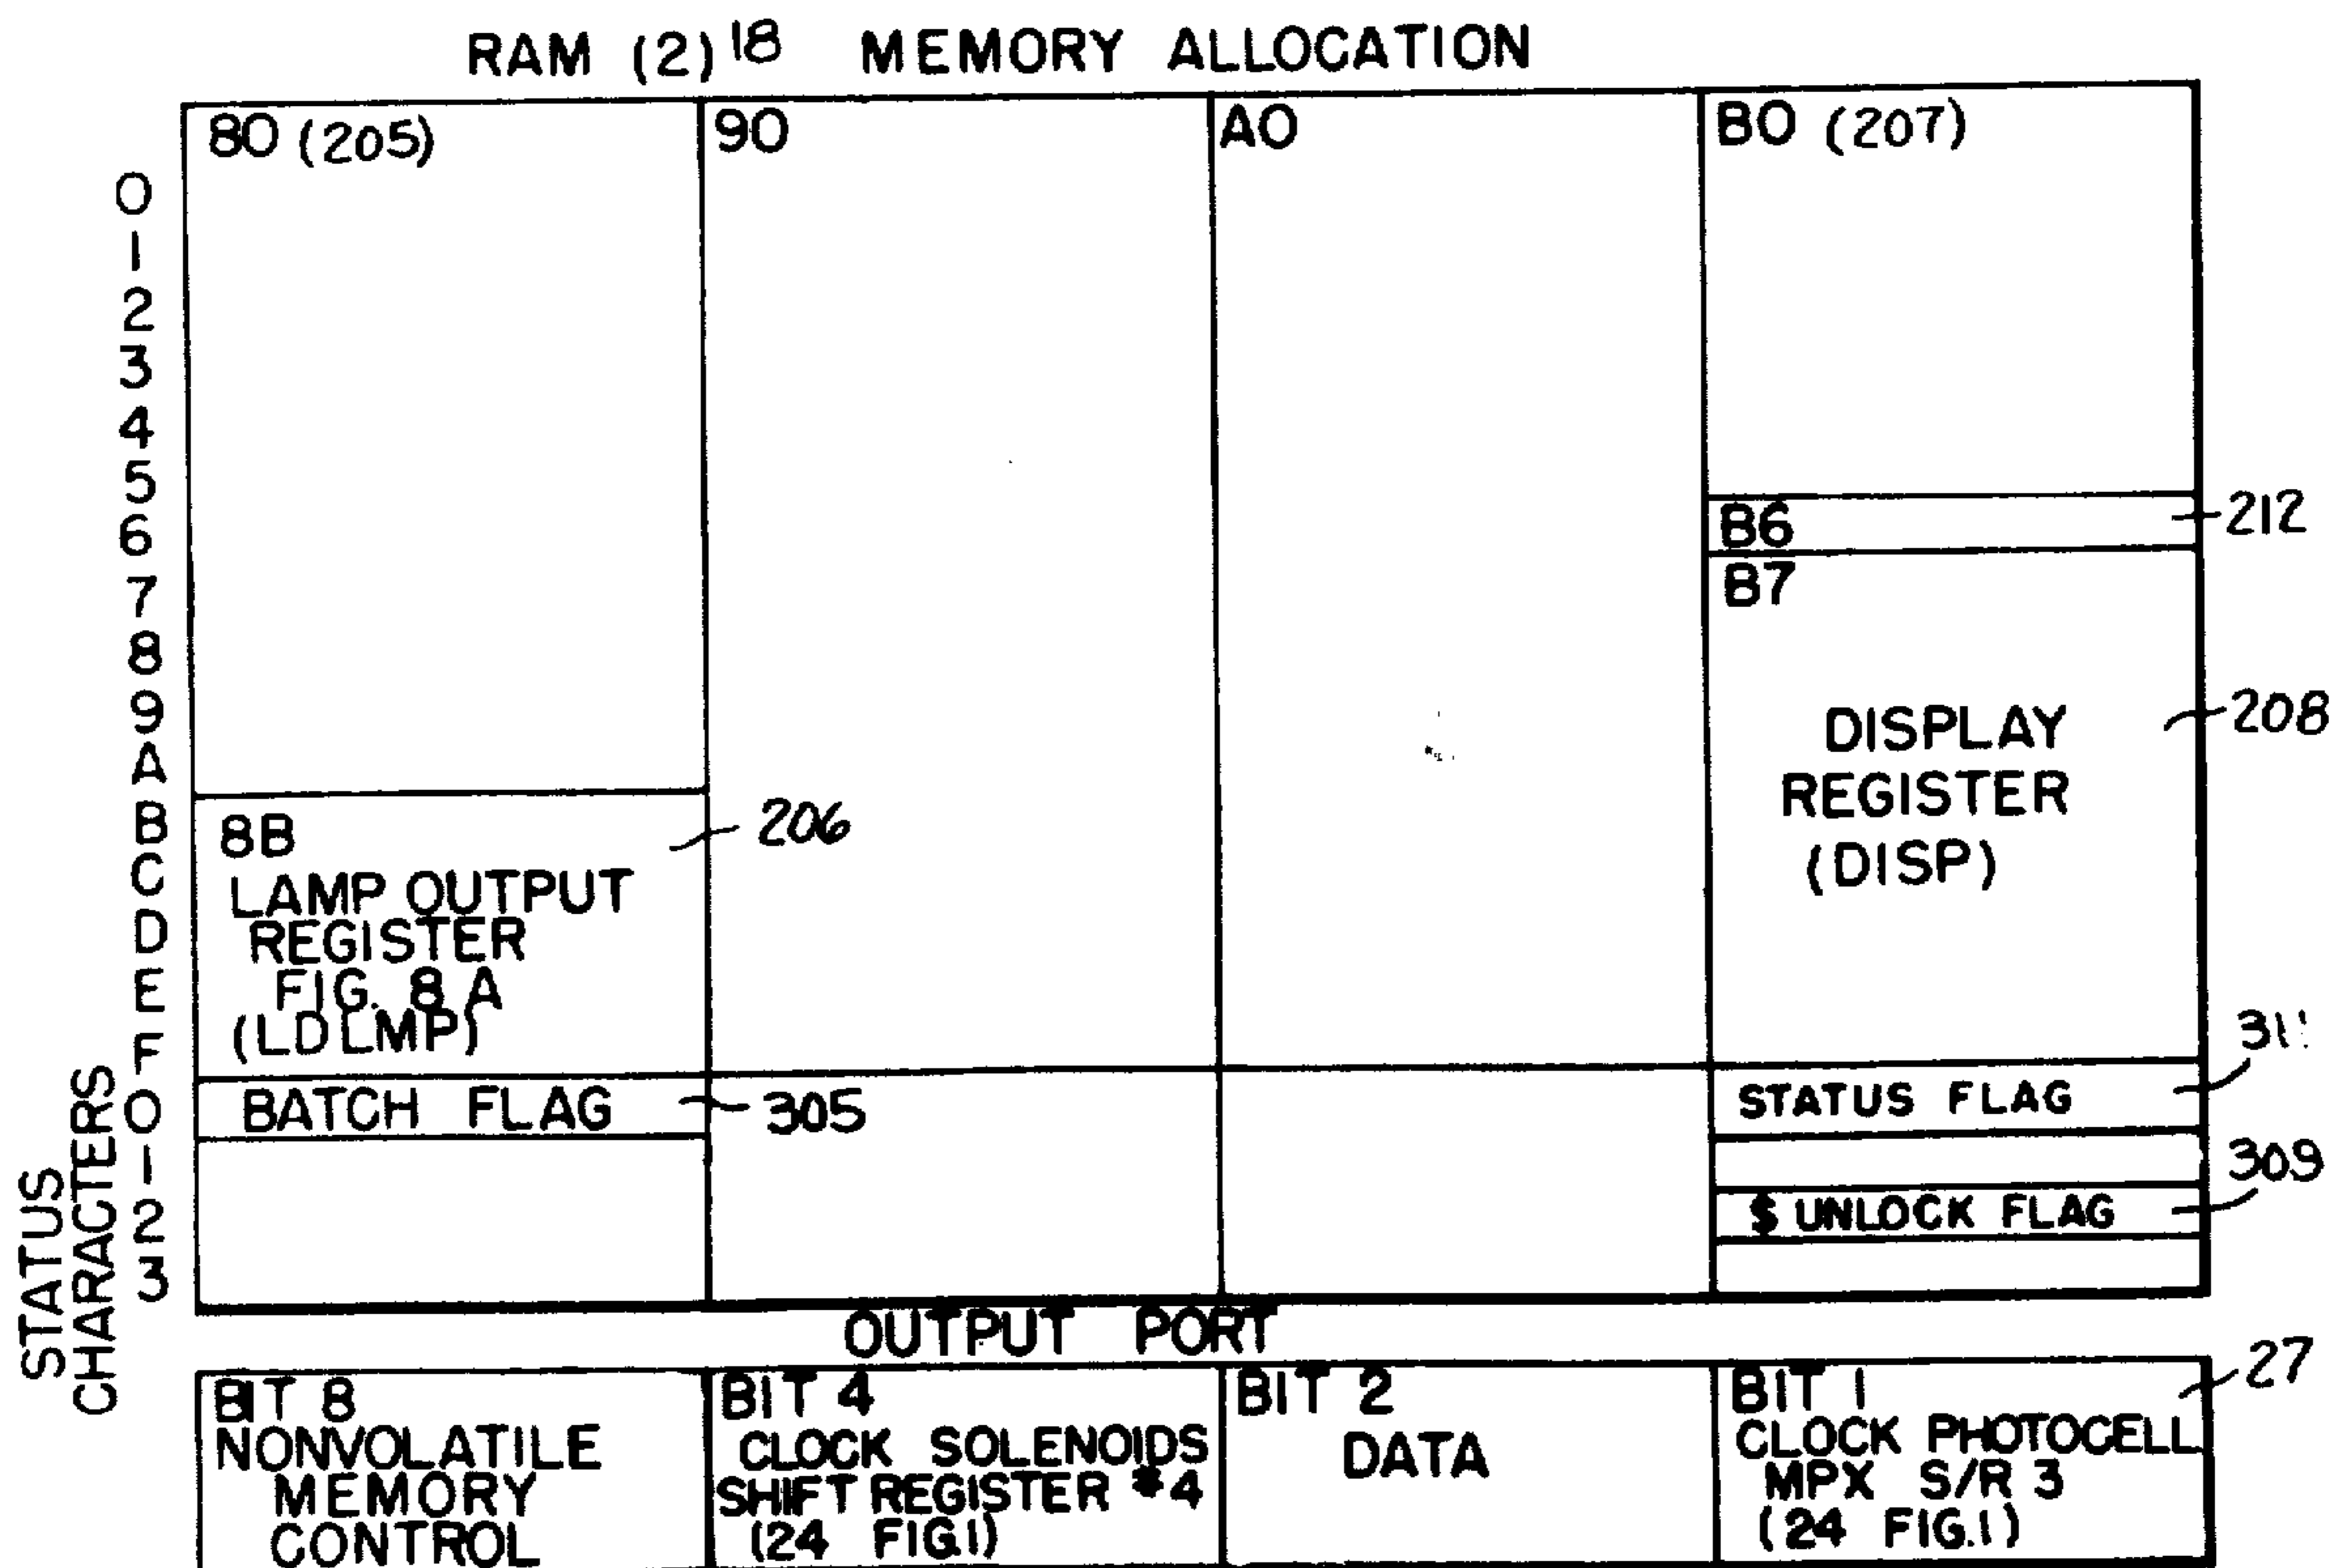 RAM (2) 18 MEMORY ALLOCATION
80 (205)
90
A0
B0 (207)
0
1
2
3
4
5
6
7
8
9
A
B
C
D
E
F
B6
212
B7
DISPLAY
REGISTER
(DISP)
208
8B
LAMP OUTPUT
REGISTER
FIG. 8A
(LDLMP)
206
STATUS
CHARACTERS
0
1
2
3
BATCH FLAG
305
STATUS FLAG
$ UNLOCK FLAG
309
OUTPUT PORT
27
BIT 8
NONVOLATILE
MEMORY
CONTROL
BIT 4
CLOCK SOLENOIDS
SHIFT REGISTER #4
(24 FIG.1)
BIT 2
DATA
BIT 1
CLOCK PHOTOCELL
MPX S/R 3
(24 FIG.1)